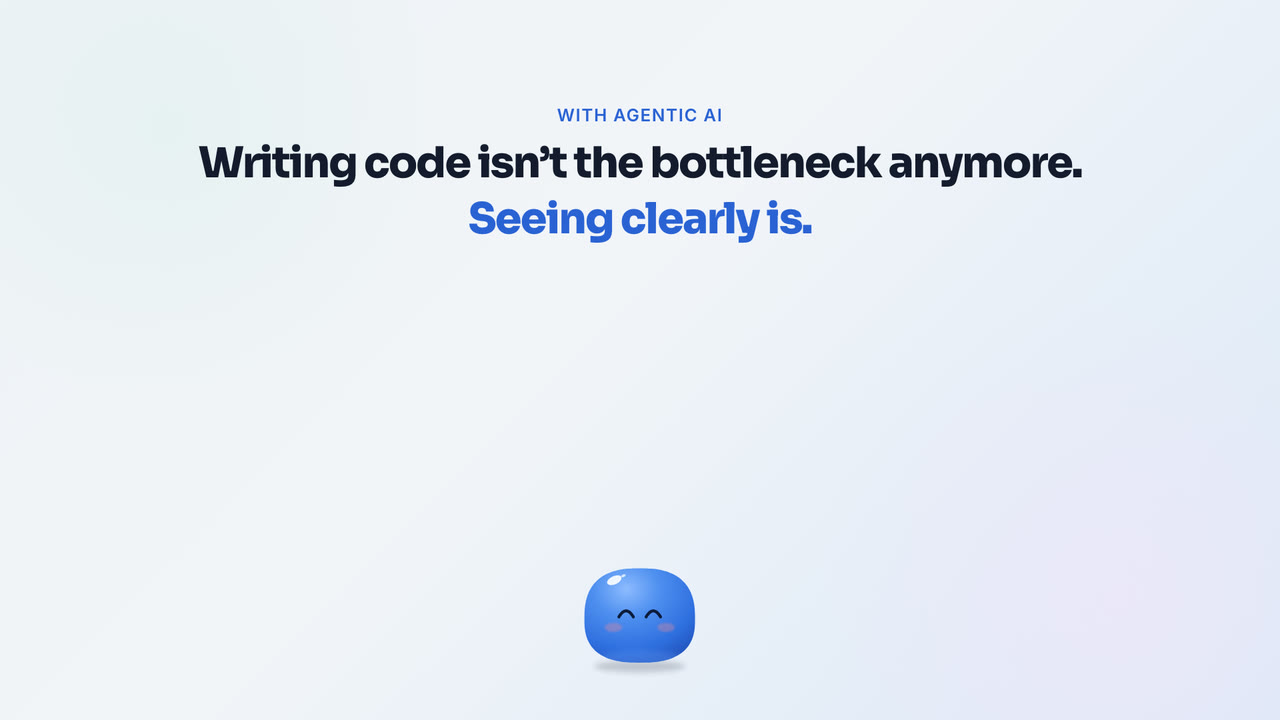 WITH AGENTIC AI
Writing code isn’t the bottleneck anymore.
Seeing clearly is.